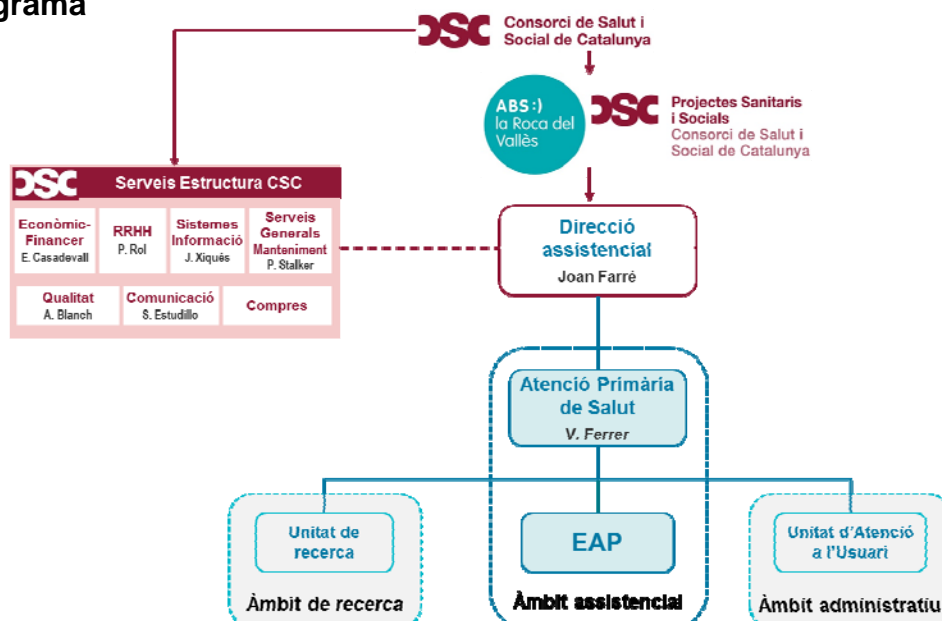 grama
CSC
Consorci de Salut i
Social de Catalunya
ABS:)
la Roca del
Vallès
CSC
Projectes Sanitaris
i Socials
Consorci de Salut i
Social de Catalunya
CSC
Serveis Estructura CSC
Econòmic-
Financer
E. Casadevall
RRHH
P. Rol
Sistemes
Informació
J. Xiqués
Serveis
Generals
Manteniment
P. Stalker
Qualitat
A. Blanch
Comunicació
S. Estudillo
Compres
Direcció
assistencial
Joan Farré
Atenció Primària
de Salut
V. Ferrer
Unitat de
recerca
Àmbit de recerca
EAP
Àmbit assistencial
Unitat d'Atenció
a l'Usuari
Àmbit administratiu